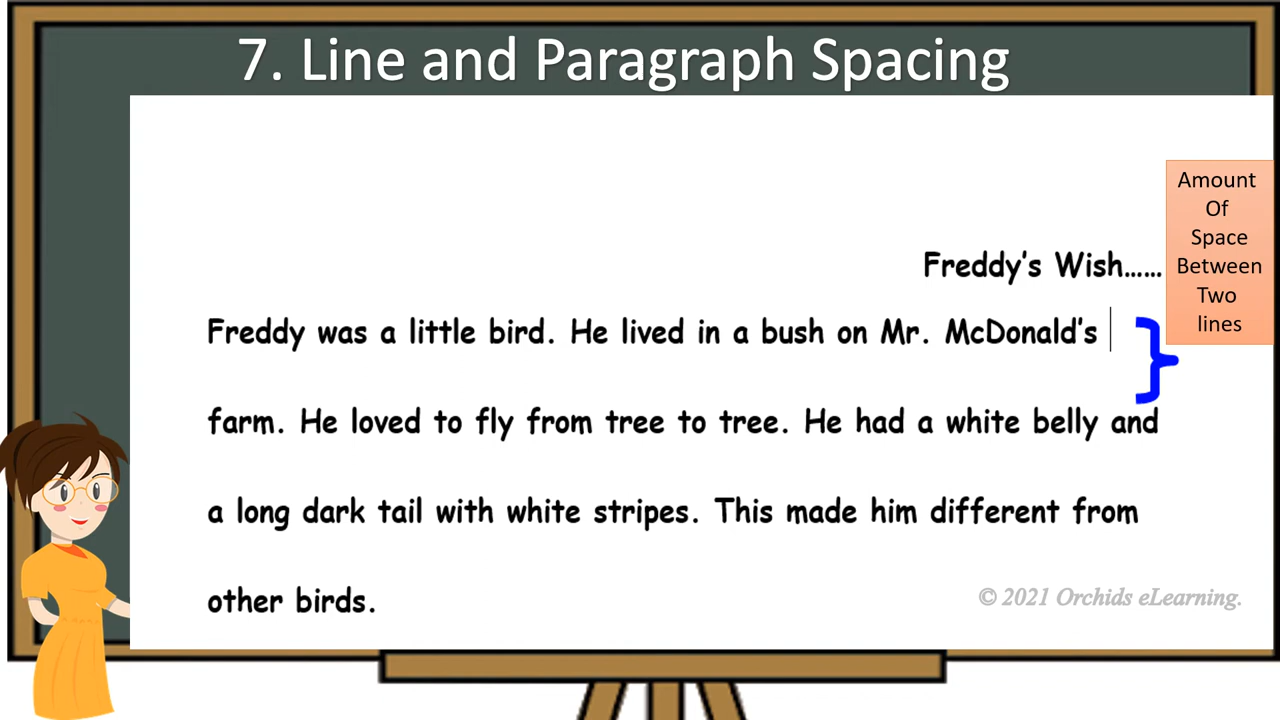 7. Line and Paragraph Spacing
Amount
Of
Space
Between
Two
lines
Freddy's Wish......
Freddy was a little bird. He lived in a bush on Mr. McDonald's
farm. He loved to fly from tree to tree. He had a white belly and
a long dark tail with white stripes. This made him different from
other birds.
© 2021 Orchids eLearning.